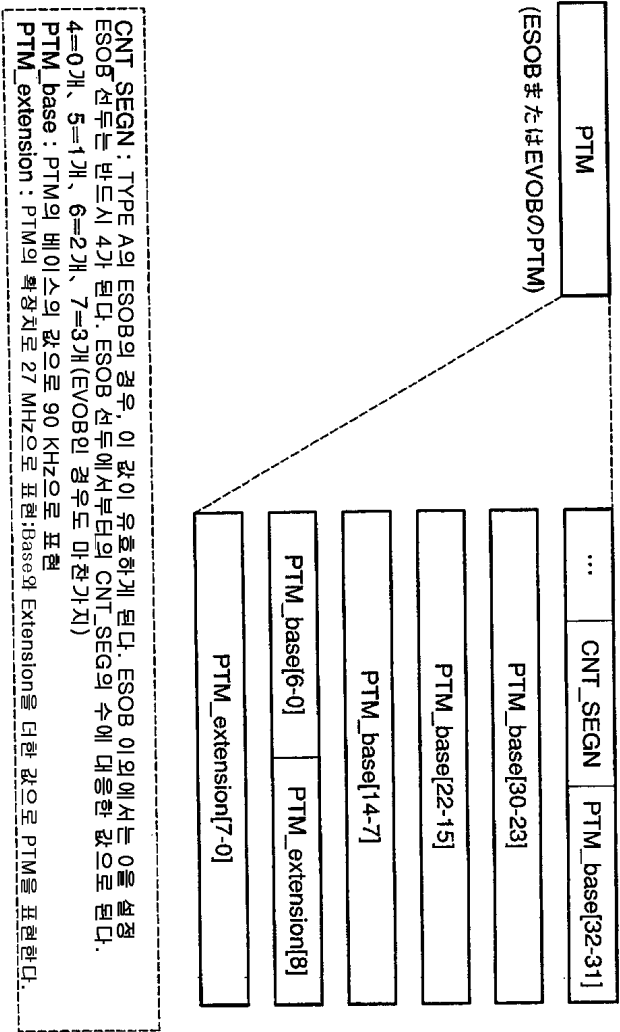 PTM
(ESOBまたはEVOBのPTM)
… CNT_SEGN PTM_base[32-31]
PTM_base[30-23]
PTM_base[22-15]
PTM_base[14-7]
PTM_base[6-0] PTM_extension[8]
PTM_extension[7-0]
CNT_SEGN : TYPE A의 ESOB의 경우, 이 값이 유효하게 된다. ESOB 이외에서는 0을 설정
ESOB 선두는 반드시 4가 된다. ESOB 선두에서부터의 CNT_SEG의 수에 대응한 값으로 된다.
4=0개、5=1개、6=2개、7=3개(EVOB인 경우도 마찬가지)
PTM_base : PTM의 베이스의 값으로 90 KHz으로 표현
PTM_extension : PTM의 확장치로 27 MHz으로 표현;Base와 Extension을 더한 값으로 PTM을 표현한다.